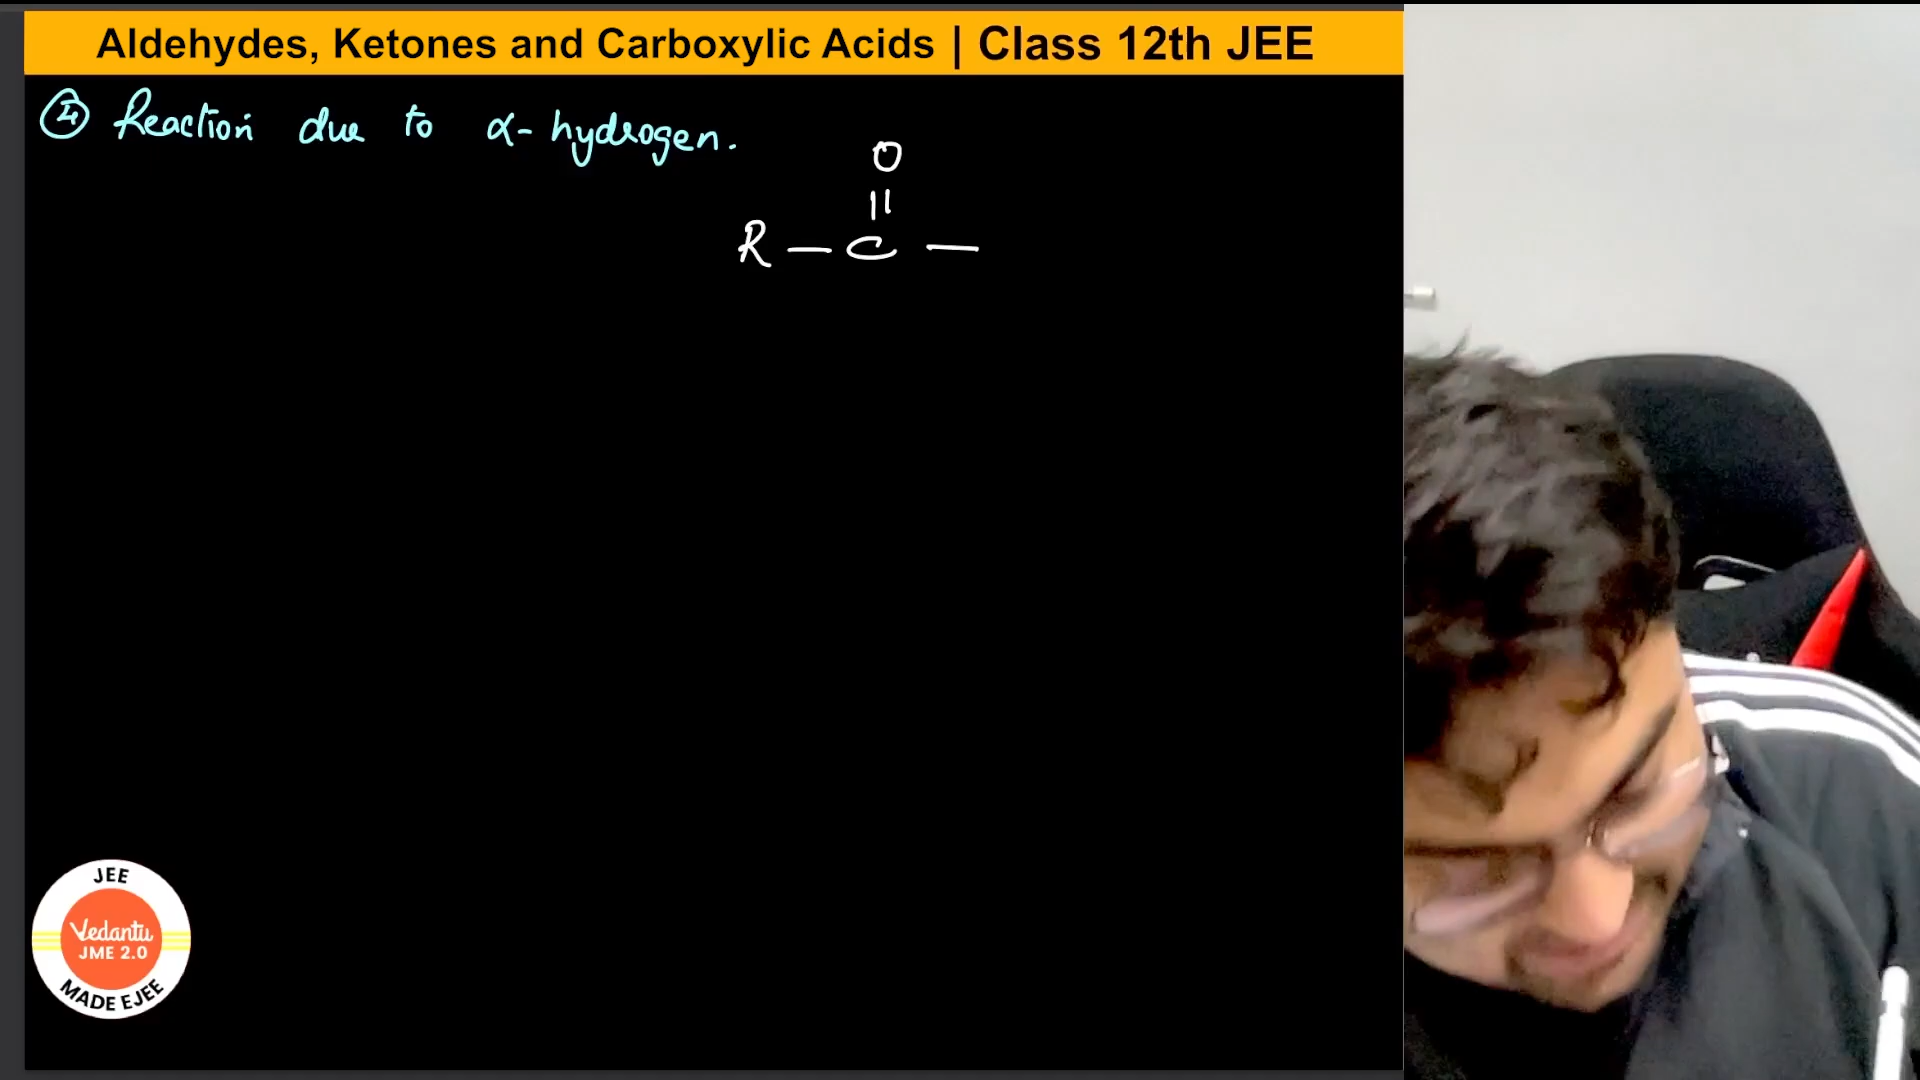 Aldehydes, Ketones and Carboxylic Acids | Class 12th JEE
④ Reaction due to α-hydrogen.
O
||
R — C —
JEE
Vedantu
JME 2.0
MADE EJEE